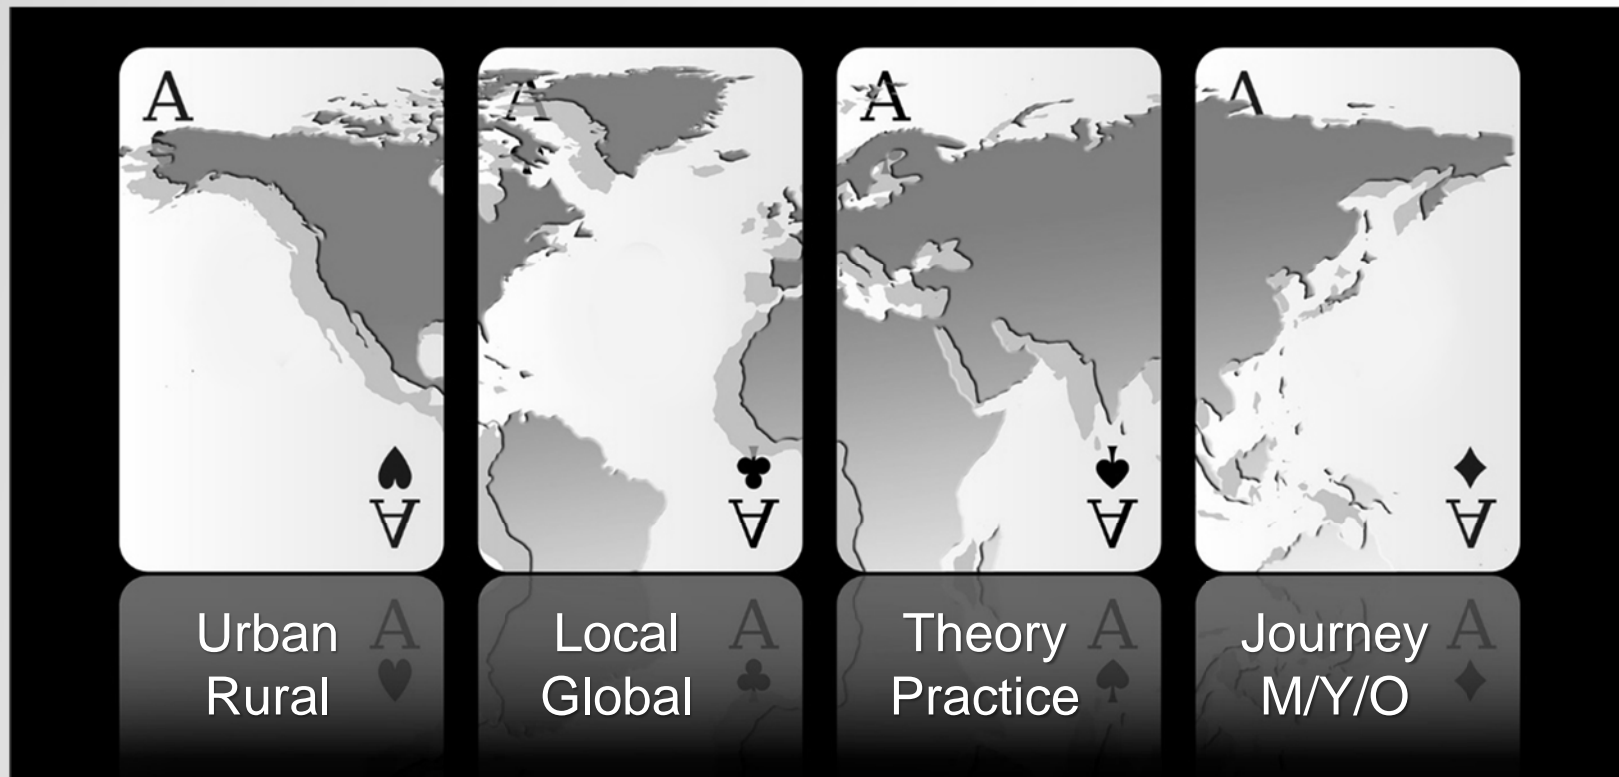 A A A A
A A A A
Urban
Rural
Local
Global
Theory
Practice
Journey
M/Y/O